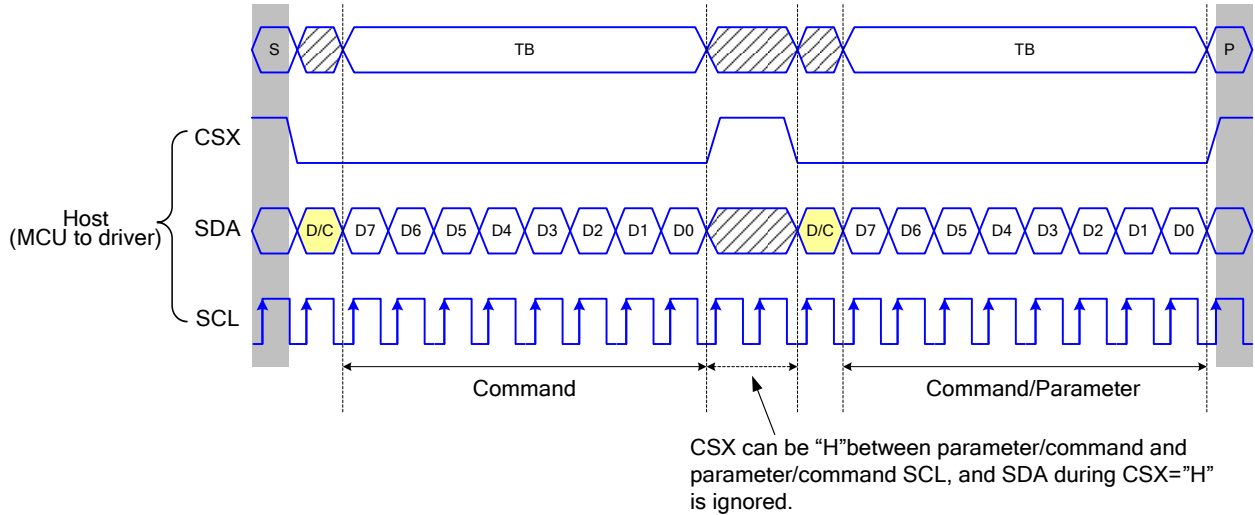 S TB TB P
CSX
Host
(MCU to driver)
SDA D/C D7 D6 D5 D4 D3 D2 D1 D0 D/C D7 D6 D5 D4 D3 D2 D1 D0
SCL
Command Command/Parameter
CSX can be “H”between parameter/command and
parameter/command SCL, and SDA during CSX=”H”
is ignored.